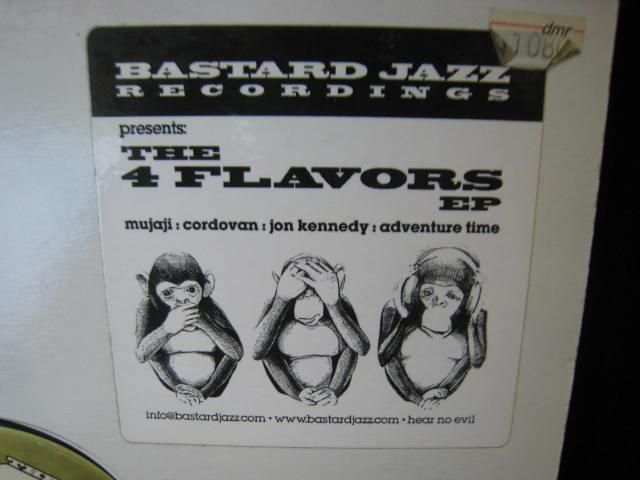 dmr
108
BASTARD JAZZ
RECORDINGS
presents:
THE
4 FLAVORS
EP
mujaji : cordovan : jon kennedy : adventure time
info@bastardjazz.com • www.bastardjazz.com • hear no evil